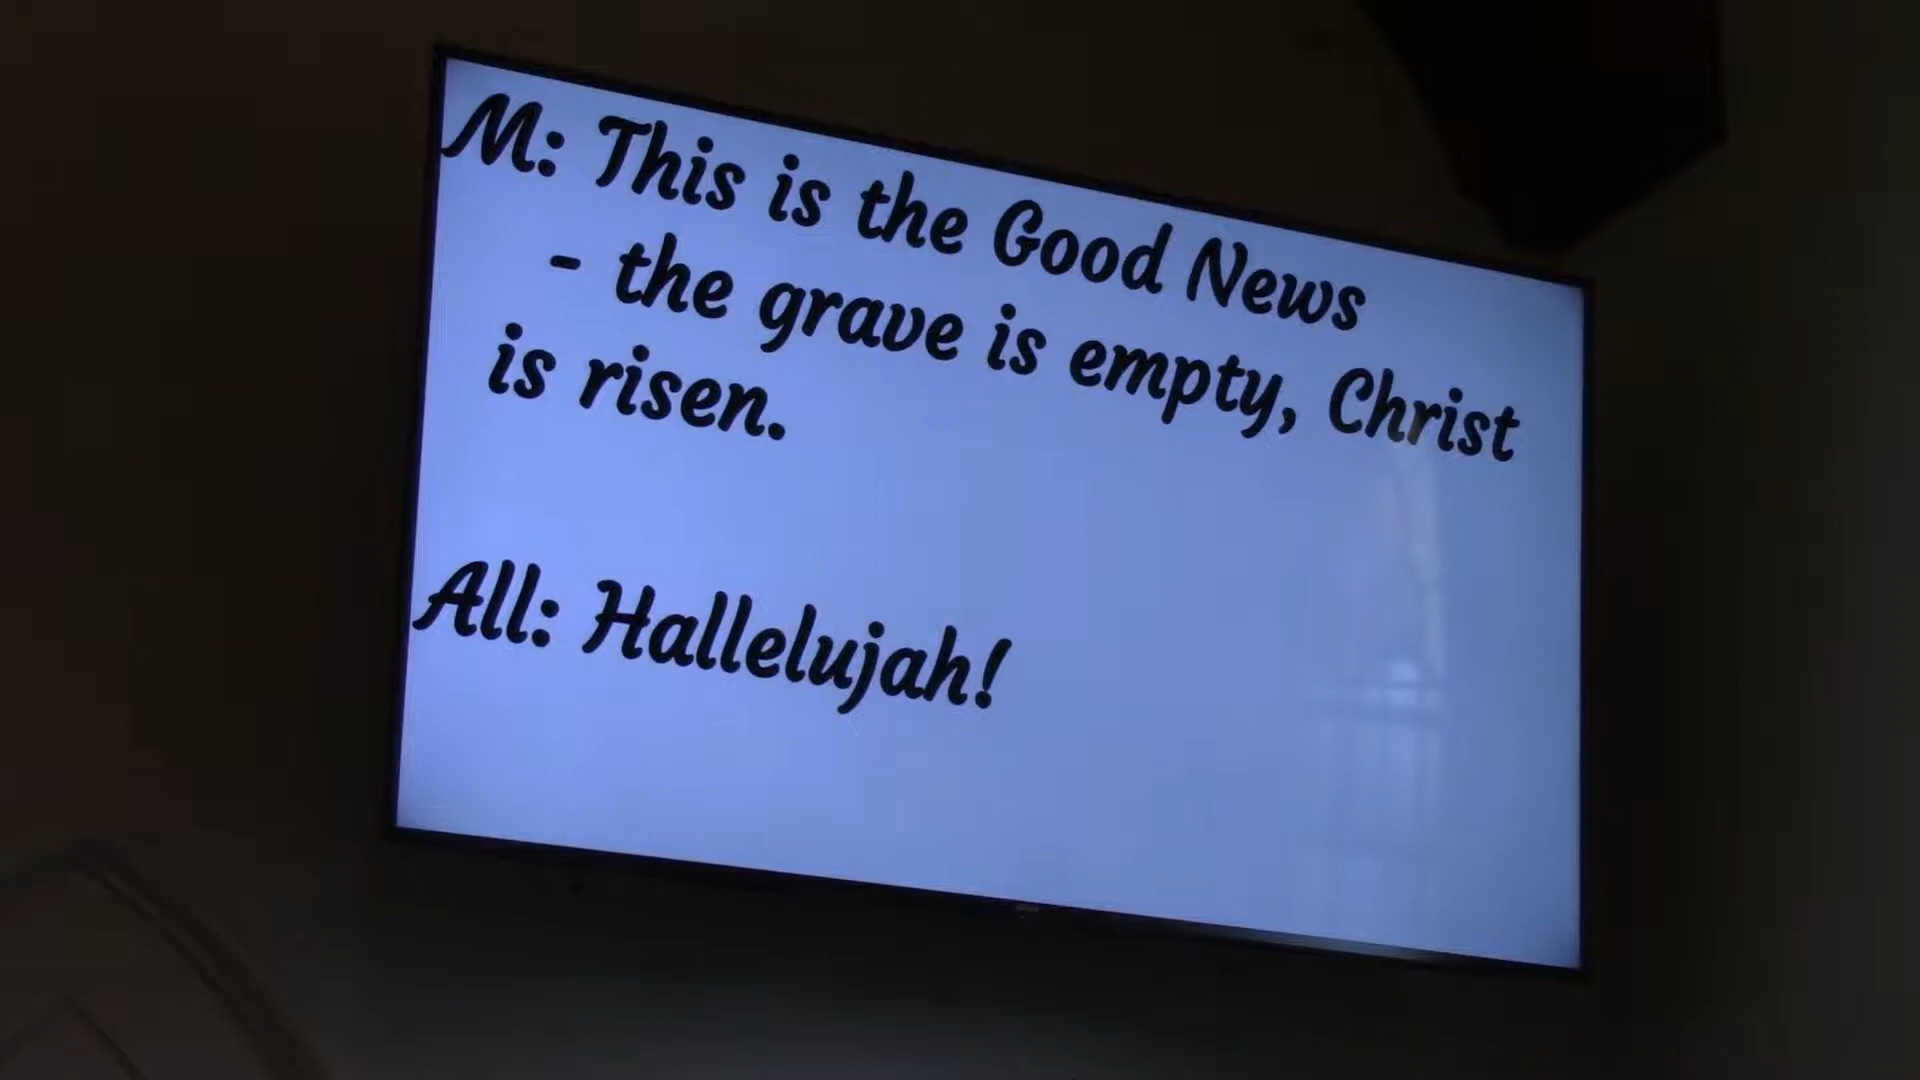 M: This is the Good News
- the grave is empty, Christ
is risen.
All: Hallelujah!